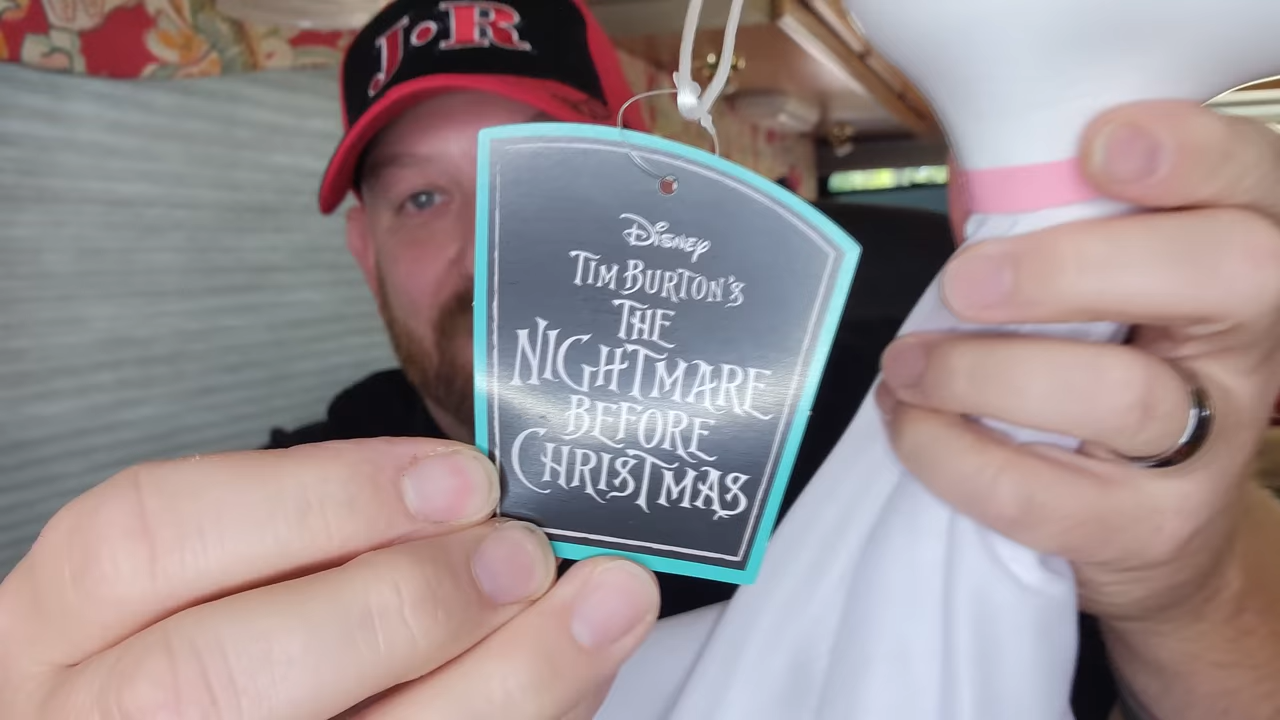 J•R
Disney
TIM BURTON'S
THE
NIGHTMARE
BEFORE
CHRISTMAS